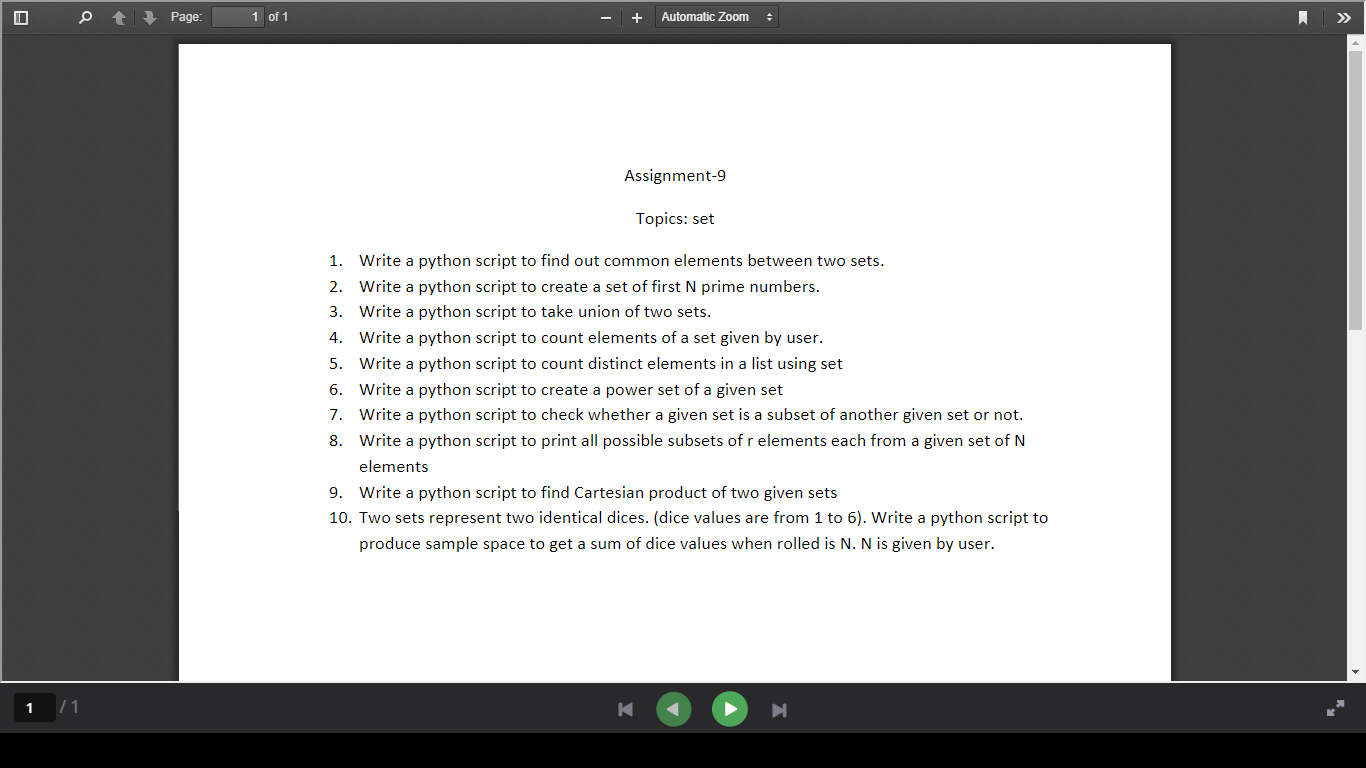 Page: 1 of 1 Automatic Zoom
Assignment-9
Topics: set
1. Write a python script to find out common elements between two sets.
2. Write a python script to create a set of first N prime numbers.
3. Write a python script to take union of two sets.
4. Write a python script to count elements of a set given by user.
5. Write a python script to count distinct elements in a list using set
6. Write a python script to create a power set of a given set
7. Write a python script to check whether a given set is a subset of another given set or not.
8. Write a python script to print all possible subsets of r elements each from a given set of N
elements
9. Write a python script to find Cartesian product of two given sets
10. Two sets represent two identical dices. (dice values are from 1 to 6). Write a python script to
produce sample space to get a sum of dice values when rolled is N. N is given by user.
1 / 1